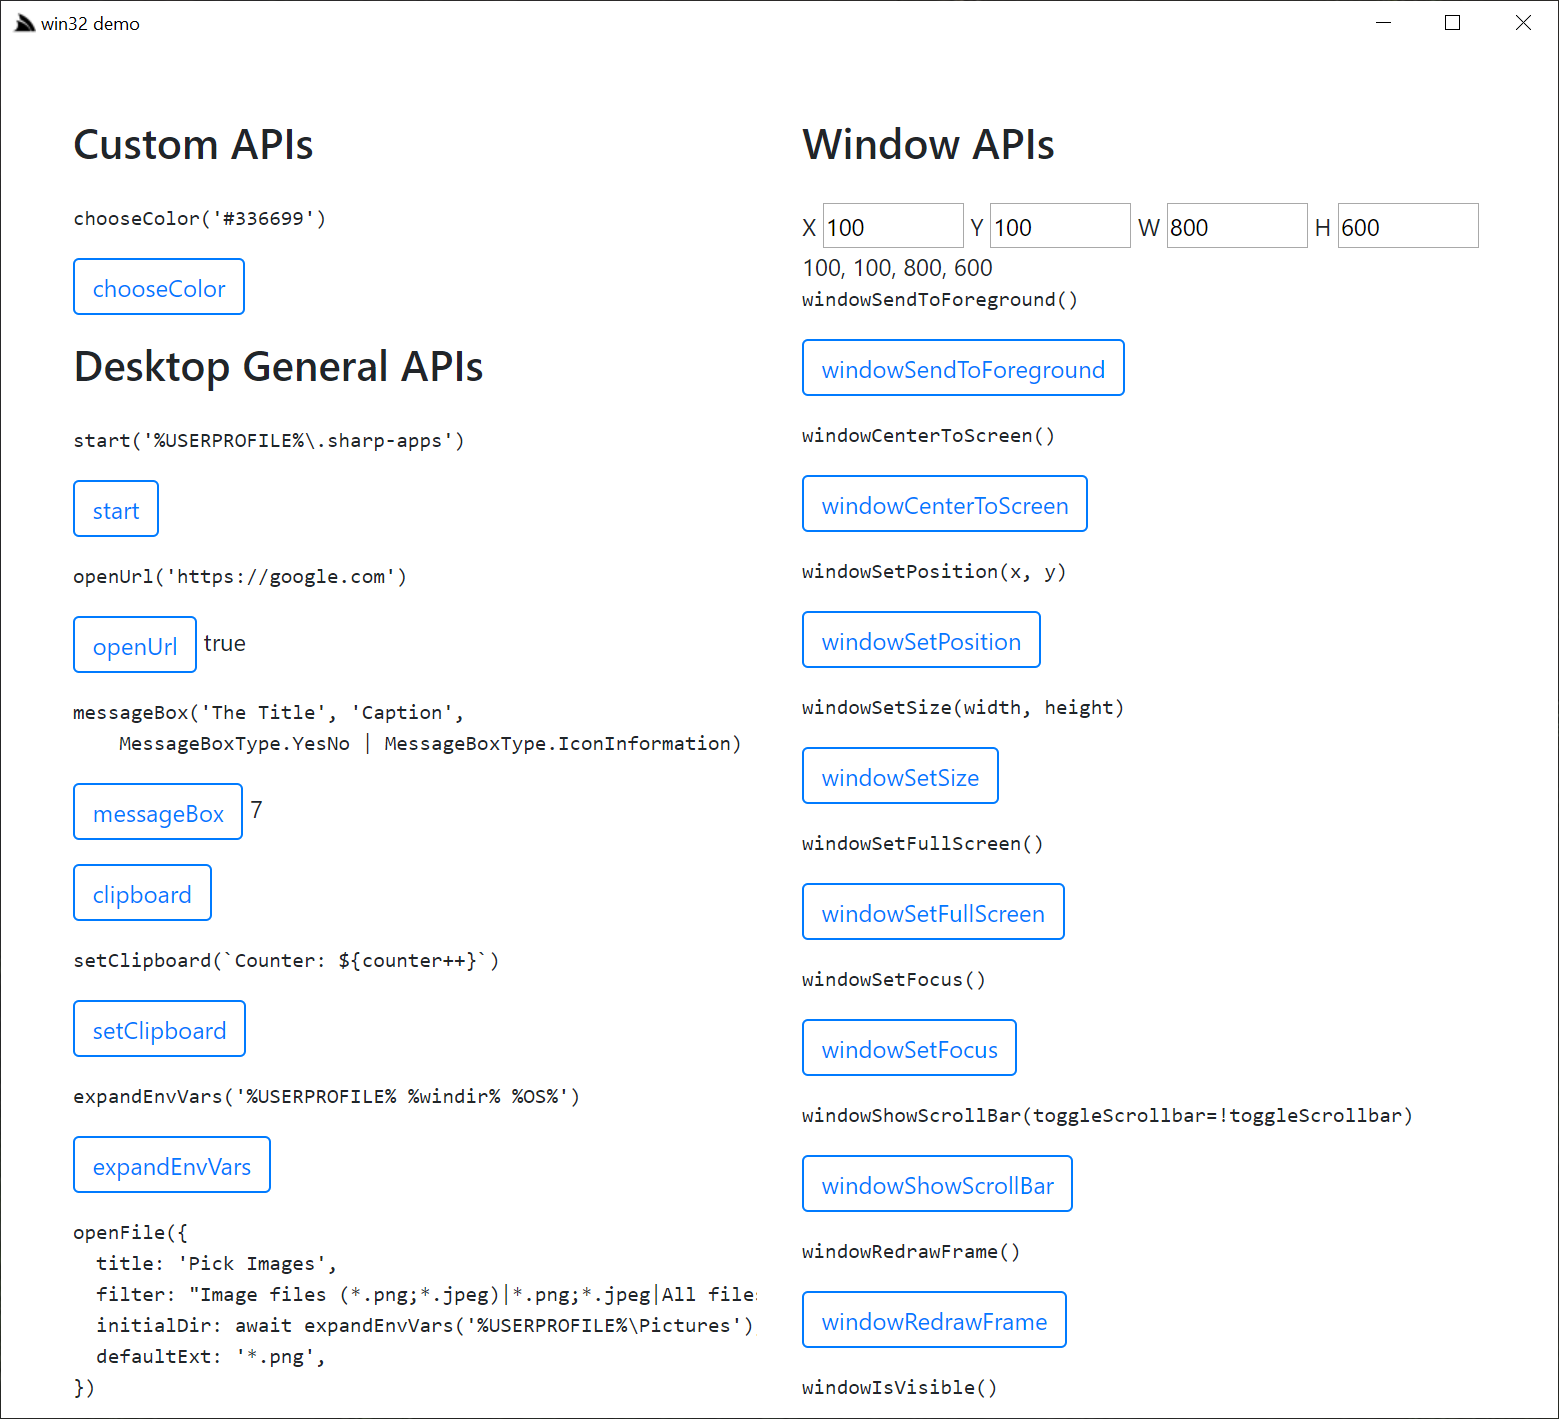 win32 demo
Custom APIs
chooseColor('#336699')
chooseColor
Desktop General APIs
start('%USERPROFILE%\.sharp-apps')
start
openUrl('https://google.com')
openUrl true
messageBox('The Title', 'Caption',
    MessageBoxType.YesNo | MessageBoxType.IconInformation)
messageBox 7
clipboard
setClipboard(`Counter: ${counter++}`)
setClipboard
expandEnvVars('%USERPROFILE% %windir% %OS%')
expandEnvVars
openFile({
  title: 'Pick Images',
  filter: "Image files (*.png;*.jpeg)|*.png;*.jpeg|All
  initialDir: await expandEnvVars('%USERPROFILE%\Pictures')
  defaultExt: '*.png',
})
Window APIs
X 100 Y 100 W 800 H 600
100, 100, 800, 600
windowSendToForeground()
windowSendToForeground
windowCenterToScreen()
windowCenterToScreen
windowSetPosition(x, y)
windowSetPosition
windowSetSize(width, height)
windowSetSize
windowSetFullScreen()
windowSetFullScreen
windowSetFocus()
windowSetFocus
windowShowScrollBar(toggleScrollbar=!toggleScrollbar)
windowShowScrollBar
windowRedrawFrame()
windowRedrawFrame
windowIsVisible()